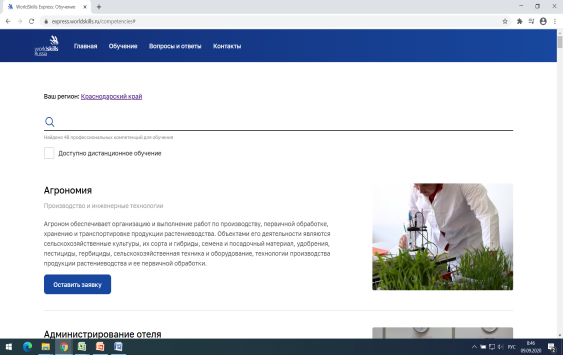 WorldSkills Express: Обучение
express.worldskills.ru/competencies#
worldskills
Russia
Главная Обучение Вопросы и ответы Контакты
Ваш регион: Краснодарский край
Найдено 48 профессиональных компетенций для обучения
Доступно дистанционное обучение
Агрономия
Производство и инженерные технологии
Агроном обеспечивает организацию и выполнение работ по производству, первичной обработке,
хранению и транспортировке продукции растениеводства. Объектами его деятельности являются
сельскохозяйственные культуры, их сорта и гибриды, семена и посадочный материал, удобрения,
пестициды, гербициды, сельскохозяйственная техника и оборудование, технологии производства
продукции растениеводства и ее первичной обработки.
Оставить заявку
Администрирование отеля
РУС
8:46
09.09.2020